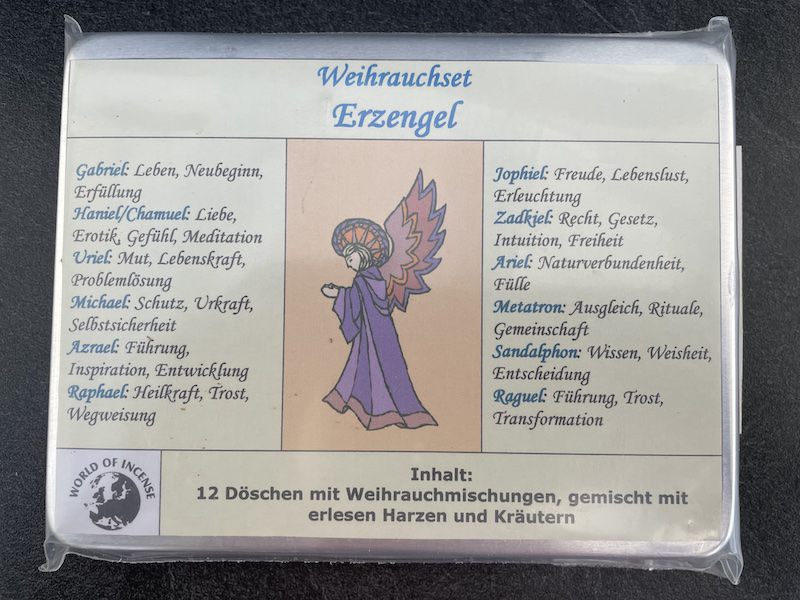 Weihrauchset
Erzengel
Gabriel: Leben, Neubeginn,
Erfüllung
Haniel/Chamuel: Liebe,
Erotik, Gefühl, Meditation
Uriel: Mut, Lebenskraft,
Problemlösung
Michael: Schutz, Urkraft,
Selbstsicherheit
Azrael: Führung,
Inspiration, Entwicklung
Raphael: Heilkraft, Trost,
Wegweisung
Jophiel: Freude, Lebenslust,
Erleuchtung
Zadkiel: Recht, Gesetz,
Intuition, Freiheit
Ariel: Naturverbundenheit,
Fülle
Metatron: Ausgleich, Rituale,
Gemeinschaft
Sandalphon: Wissen, Weisheit,
Entscheidung
Raguel: Führung, Trost,
Transformation
WORLD OF INCENSE
Inhalt:
12 Döschen mit Weihrauchmischungen, gemischt mit
erlesen Harzen und Kräutern